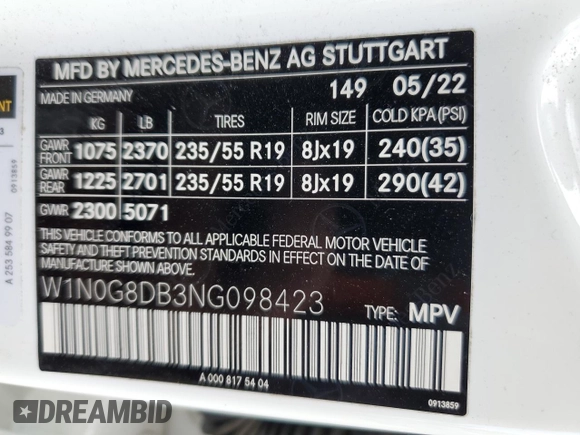 MFD BY MERCEDES-BENZ AG STUTTGART
MADE IN GERMANY 149 05/22
KG LB TIRES RIM SIZE COLD KPA(PSI)
GAWR FRONT 1075 2370 235/55 R19 8Jx19 240(35)
GAWR REAR 1225 2701 235/55 R19 8Jx19 290(42)
GVWR 2300 5071
THIS VEHICLE CONFORMS TO ALL APPLICABLE FEDERAL MOTOR VEHICLE
SAFETY AND THEFT PREVENTION STANDARDS IN EFFECT ON THE DATE
OF MANUFACTURE SHOWN ABOVE.
W1N0G8DB3NG098423
TYPE: MPV
A 000 817 54 04
0913859
A 253 584 99 07
0913859
DREAMBID